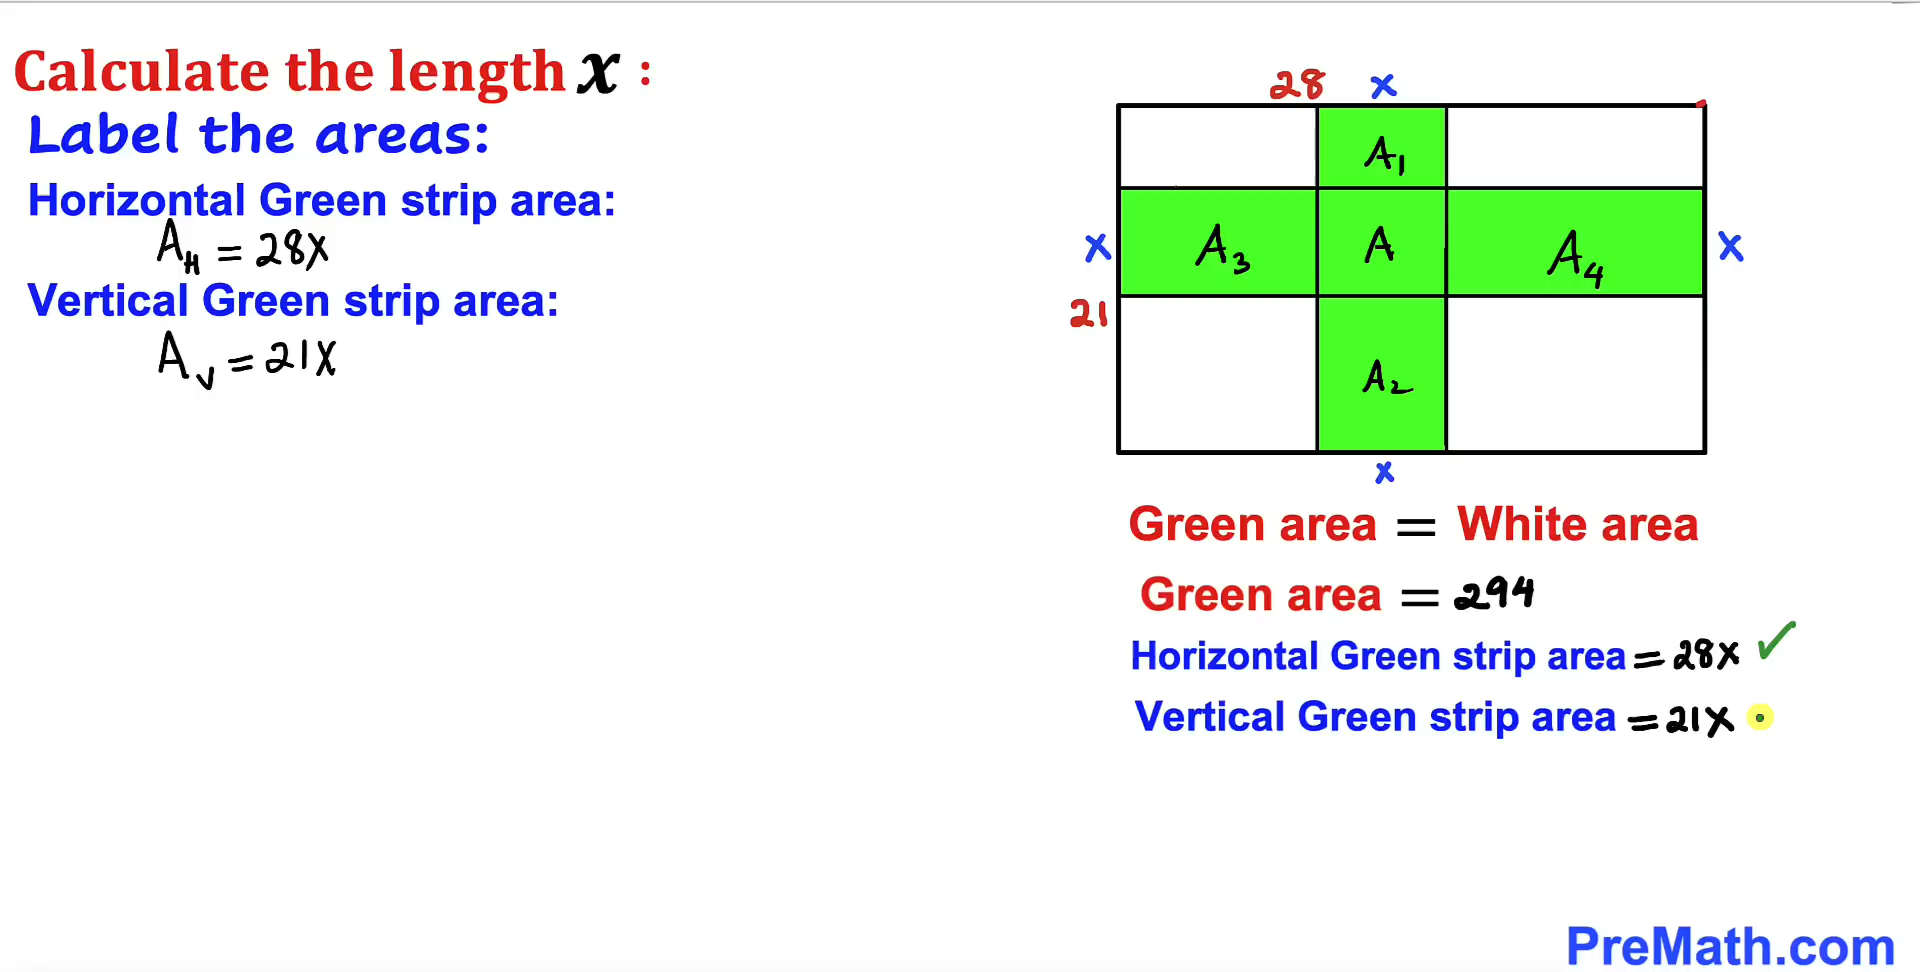 Calculate the length x :
Label the areas:
Horizontal Green strip area:
A_H = 28x
Vertical Green strip area:
A_V = 21x
28 x
A₁
x A₃ A A₄ x
21
A₂
x
Green area = White area
Green area = 294
Horizontal Green strip area = 28x ✓
Vertical Green strip area = 21x
PreMath.com